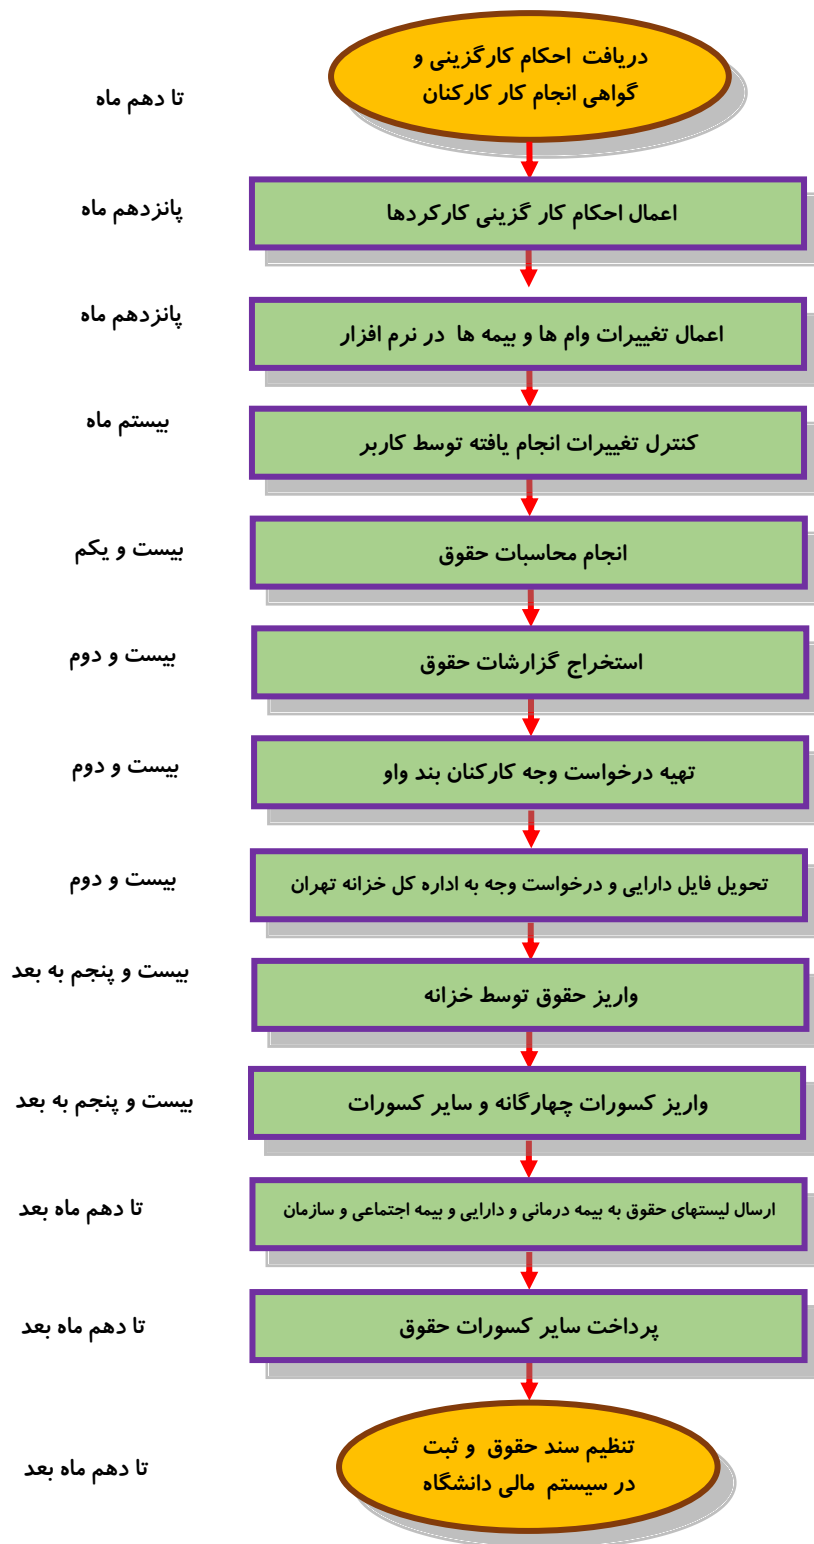 دریافت احکام کارگزینی و
گواهی انجام کار کارکنان
تا دهم ماه
اعمال احکام کار گزینی کارکردها
پانزدهم ماه
اعمال تغییرات وام ها و بیمه ها در نرم افزار
پانزدهم ماه
کنترل تغییرات انجام یافته توسط کاربر
بیستم ماه
انجام محاسبات حقوق
بیست و یکم
استخراج گزارشات حقوق
بیست و دوم
تهیه درخواست وجه کارکنان بند واو
بیست و دوم
تحویل فایل دارایی و درخواست وجه به اداره کل خزانه تهران
بیست و دوم
واریز حقوق توسط خزانه
بیست و پنجم به بعد
واریز کسورات چهارگانه و سایر کسورات
بیست و پنجم به بعد
ارسال لیستهای حقوق به بیمه درمانی و دارایی و بیمه اجتماعی و سازمان
تا دهم ماه بعد
پرداخت سایر کسورات حقوق
تا دهم ماه بعد
تنظیم سند حقوق و ثبت
در سیستم مالی دانشگاه
تا دهم ماه بعد